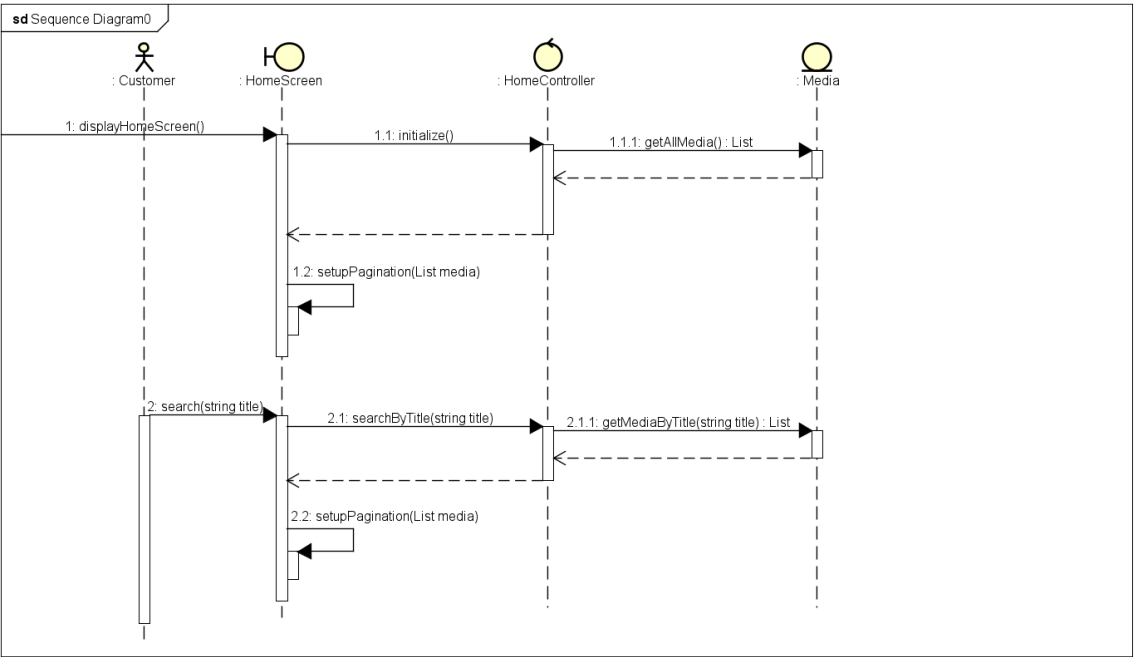 sd Sequence Diagram0
: Customer
: HomeScreen
: HomeController
: Media
1: displayHomeScreen()
1.1: initialize()
1.1.1: getAllMedia() : List
1.2: setupPagination(List media)
2: search(string title)
2.1: searchByTitle(string title)
2.1.1: getMediaByTitle(string title) : List
2.2: setupPagination(List media)